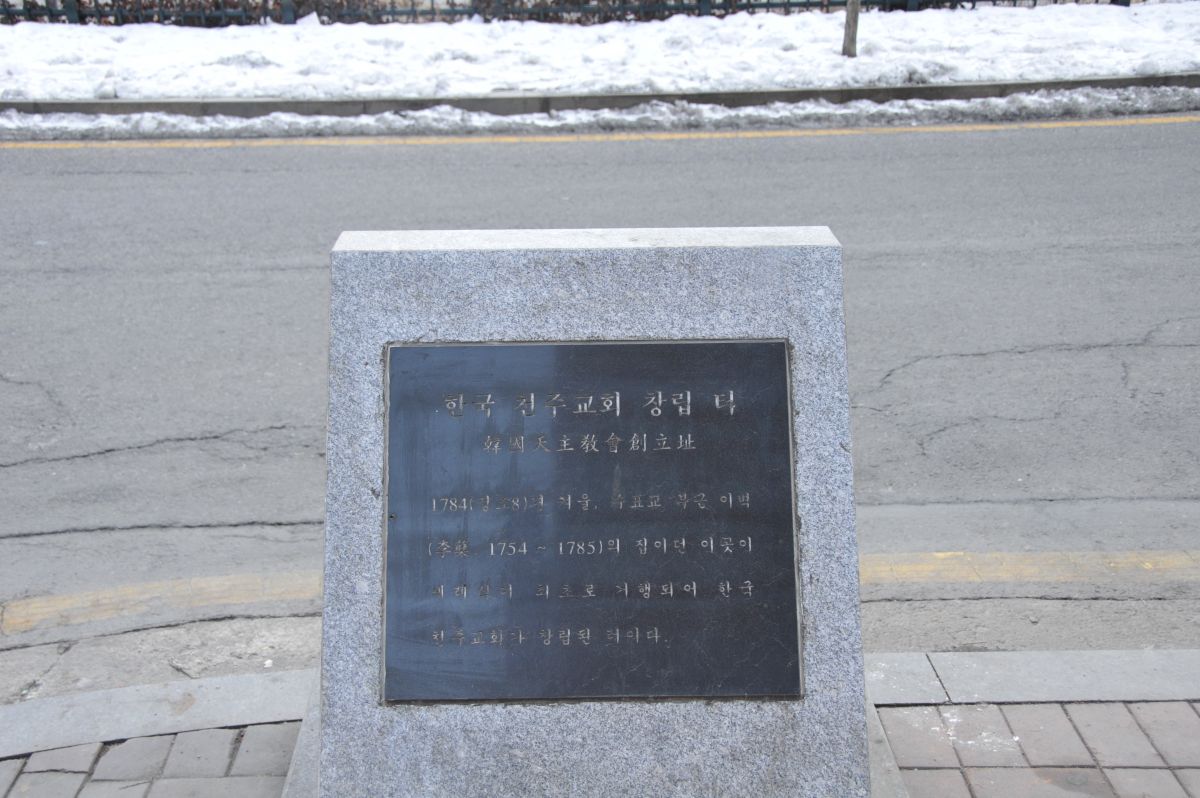 한국 천주교회 창립 터
韓國天主敎會創立址
1784(정조8)년 서울, 수표교 부근 이벽
(李蘗, 1754 ~ 1785)의 집이던 이곳이
세례식이 최초로 거행되어 한국
천주교회가 창립된 터이다.